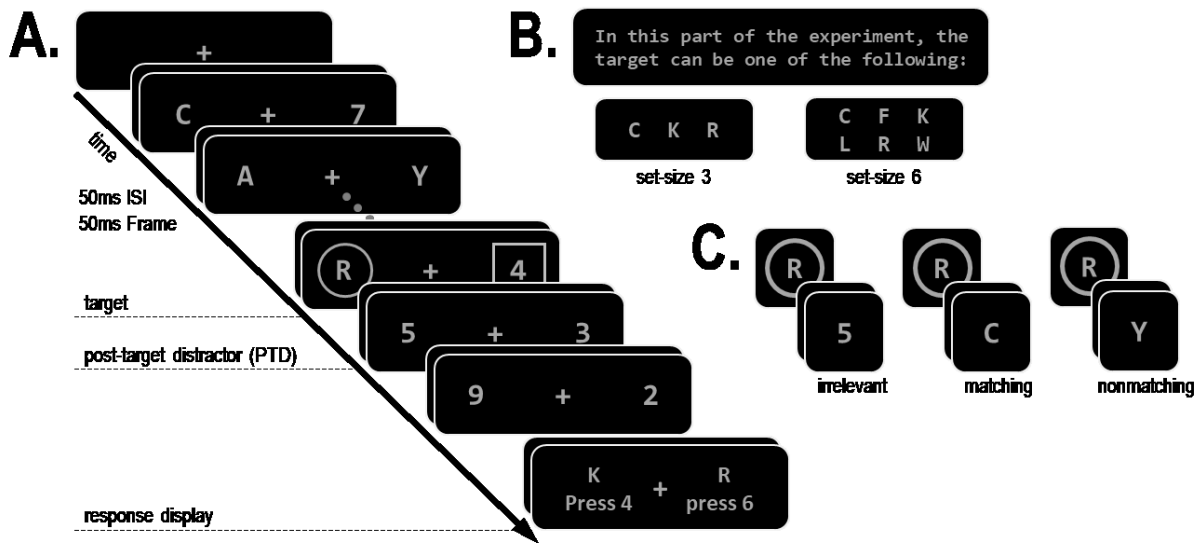 A.
+
C + 7
A + Y
time
50ms ISI
50ms Frame
R + 4
target
5 + 3
post-target distractor (PTD)
9 + 2
K + R
Press 4 press 6
response display
B.
In this part of the experiment, the
target can be one of the following:
C K R
set-size 3
C F K
L R W
set-size 6
C.
R R R
5 C Y
irrelevant matching nonmatching